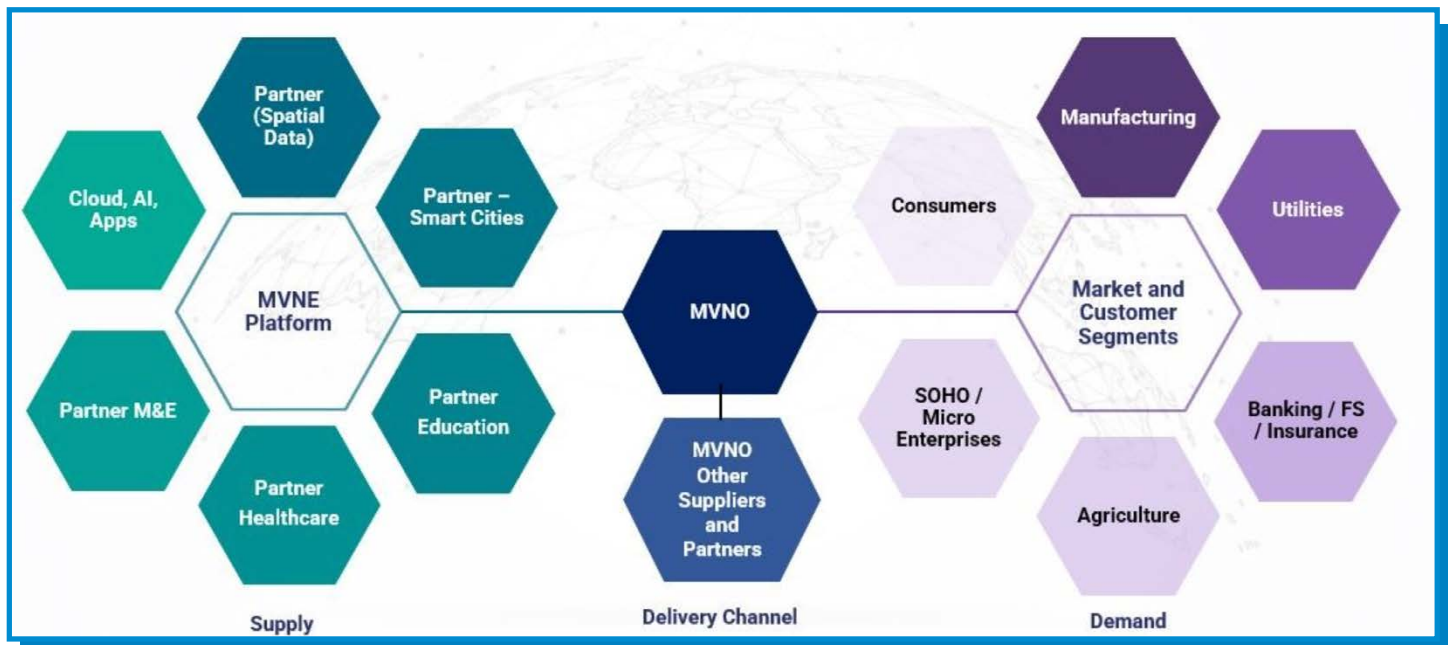 Partner
(Spatial
Data)
Cloud, AI,
Apps
Partner –
Smart Cities
MVNE
Platform
Partner M&E
Partner
Education
Partner
Healthcare
Supply
MVNO
MVNO
Other
Suppliers
and
Partners
Delivery Channel
Manufacturing
Consumers
Utilities
Market and
Customer
Segments
SOHO /
Micro
Enterprises
Banking / FS
/ Insurance
Agriculture
Demand